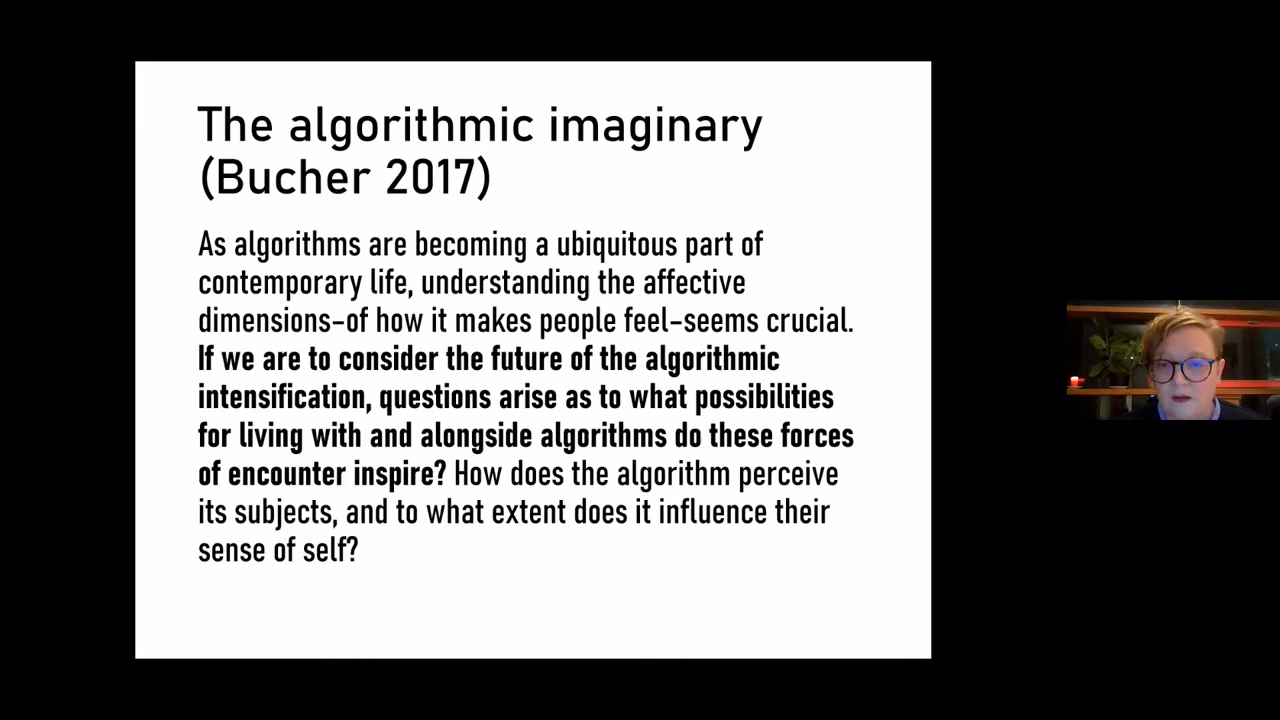 The algorithmic imaginary
(Bucher 2017)
As algorithms are becoming a ubiquitous part of
contemporary life, understanding the affective
dimensions–of how it makes people feel–seems crucial.
If we are to consider the future of the algorithmic
intensification, questions arise as to what possibilities
for living with and alongside algorithms do these forces
of encounter inspire? How does the algorithm perceive
its subjects, and to what extent does it influence their
sense of self?